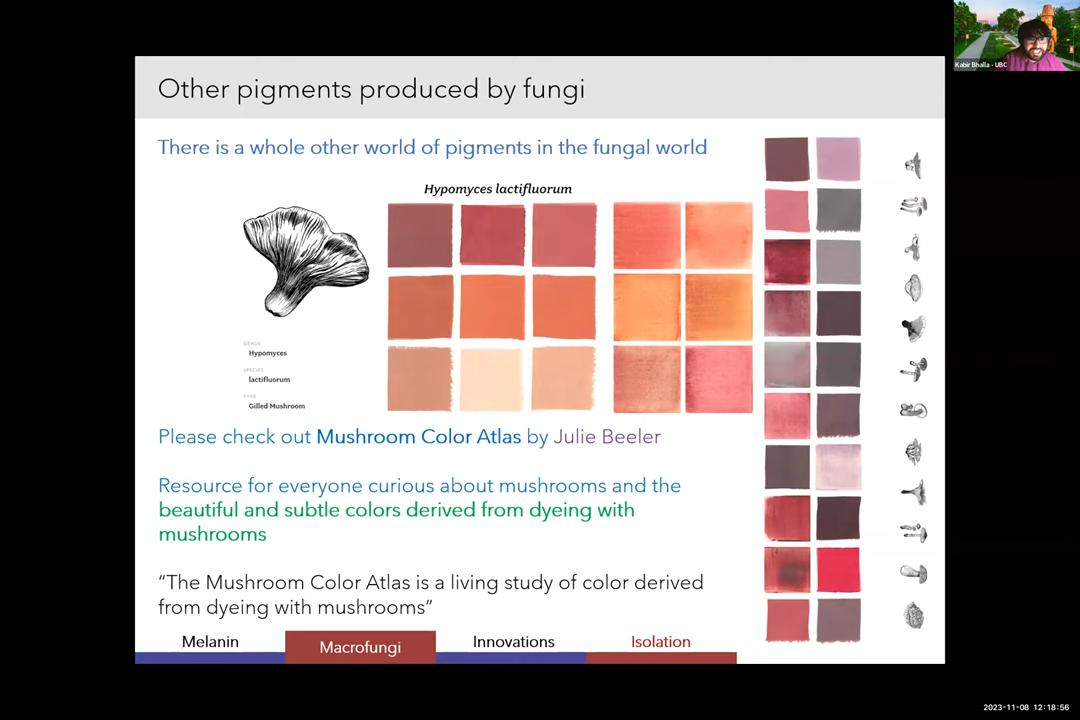 Kabir Bhalla - UBC
Other pigments produced by fungi
There is a whole other world of pigments in the fungal world
Hypomyces lactifluorum
GENUS
Hypomyces
SPECIES
lactifluorum
TYPE
Gilled Mushroom
Please check out Mushroom Color Atlas by Julie Beeler
Resource for everyone curious about mushrooms and the
beautiful and subtle colors derived from dyeing with
mushrooms
“The Mushroom Color Atlas is a living study of color derived
from dyeing with mushrooms”
Melanin
Macrofungi
Innovations
Isolation
2023-11-08 12:18:56